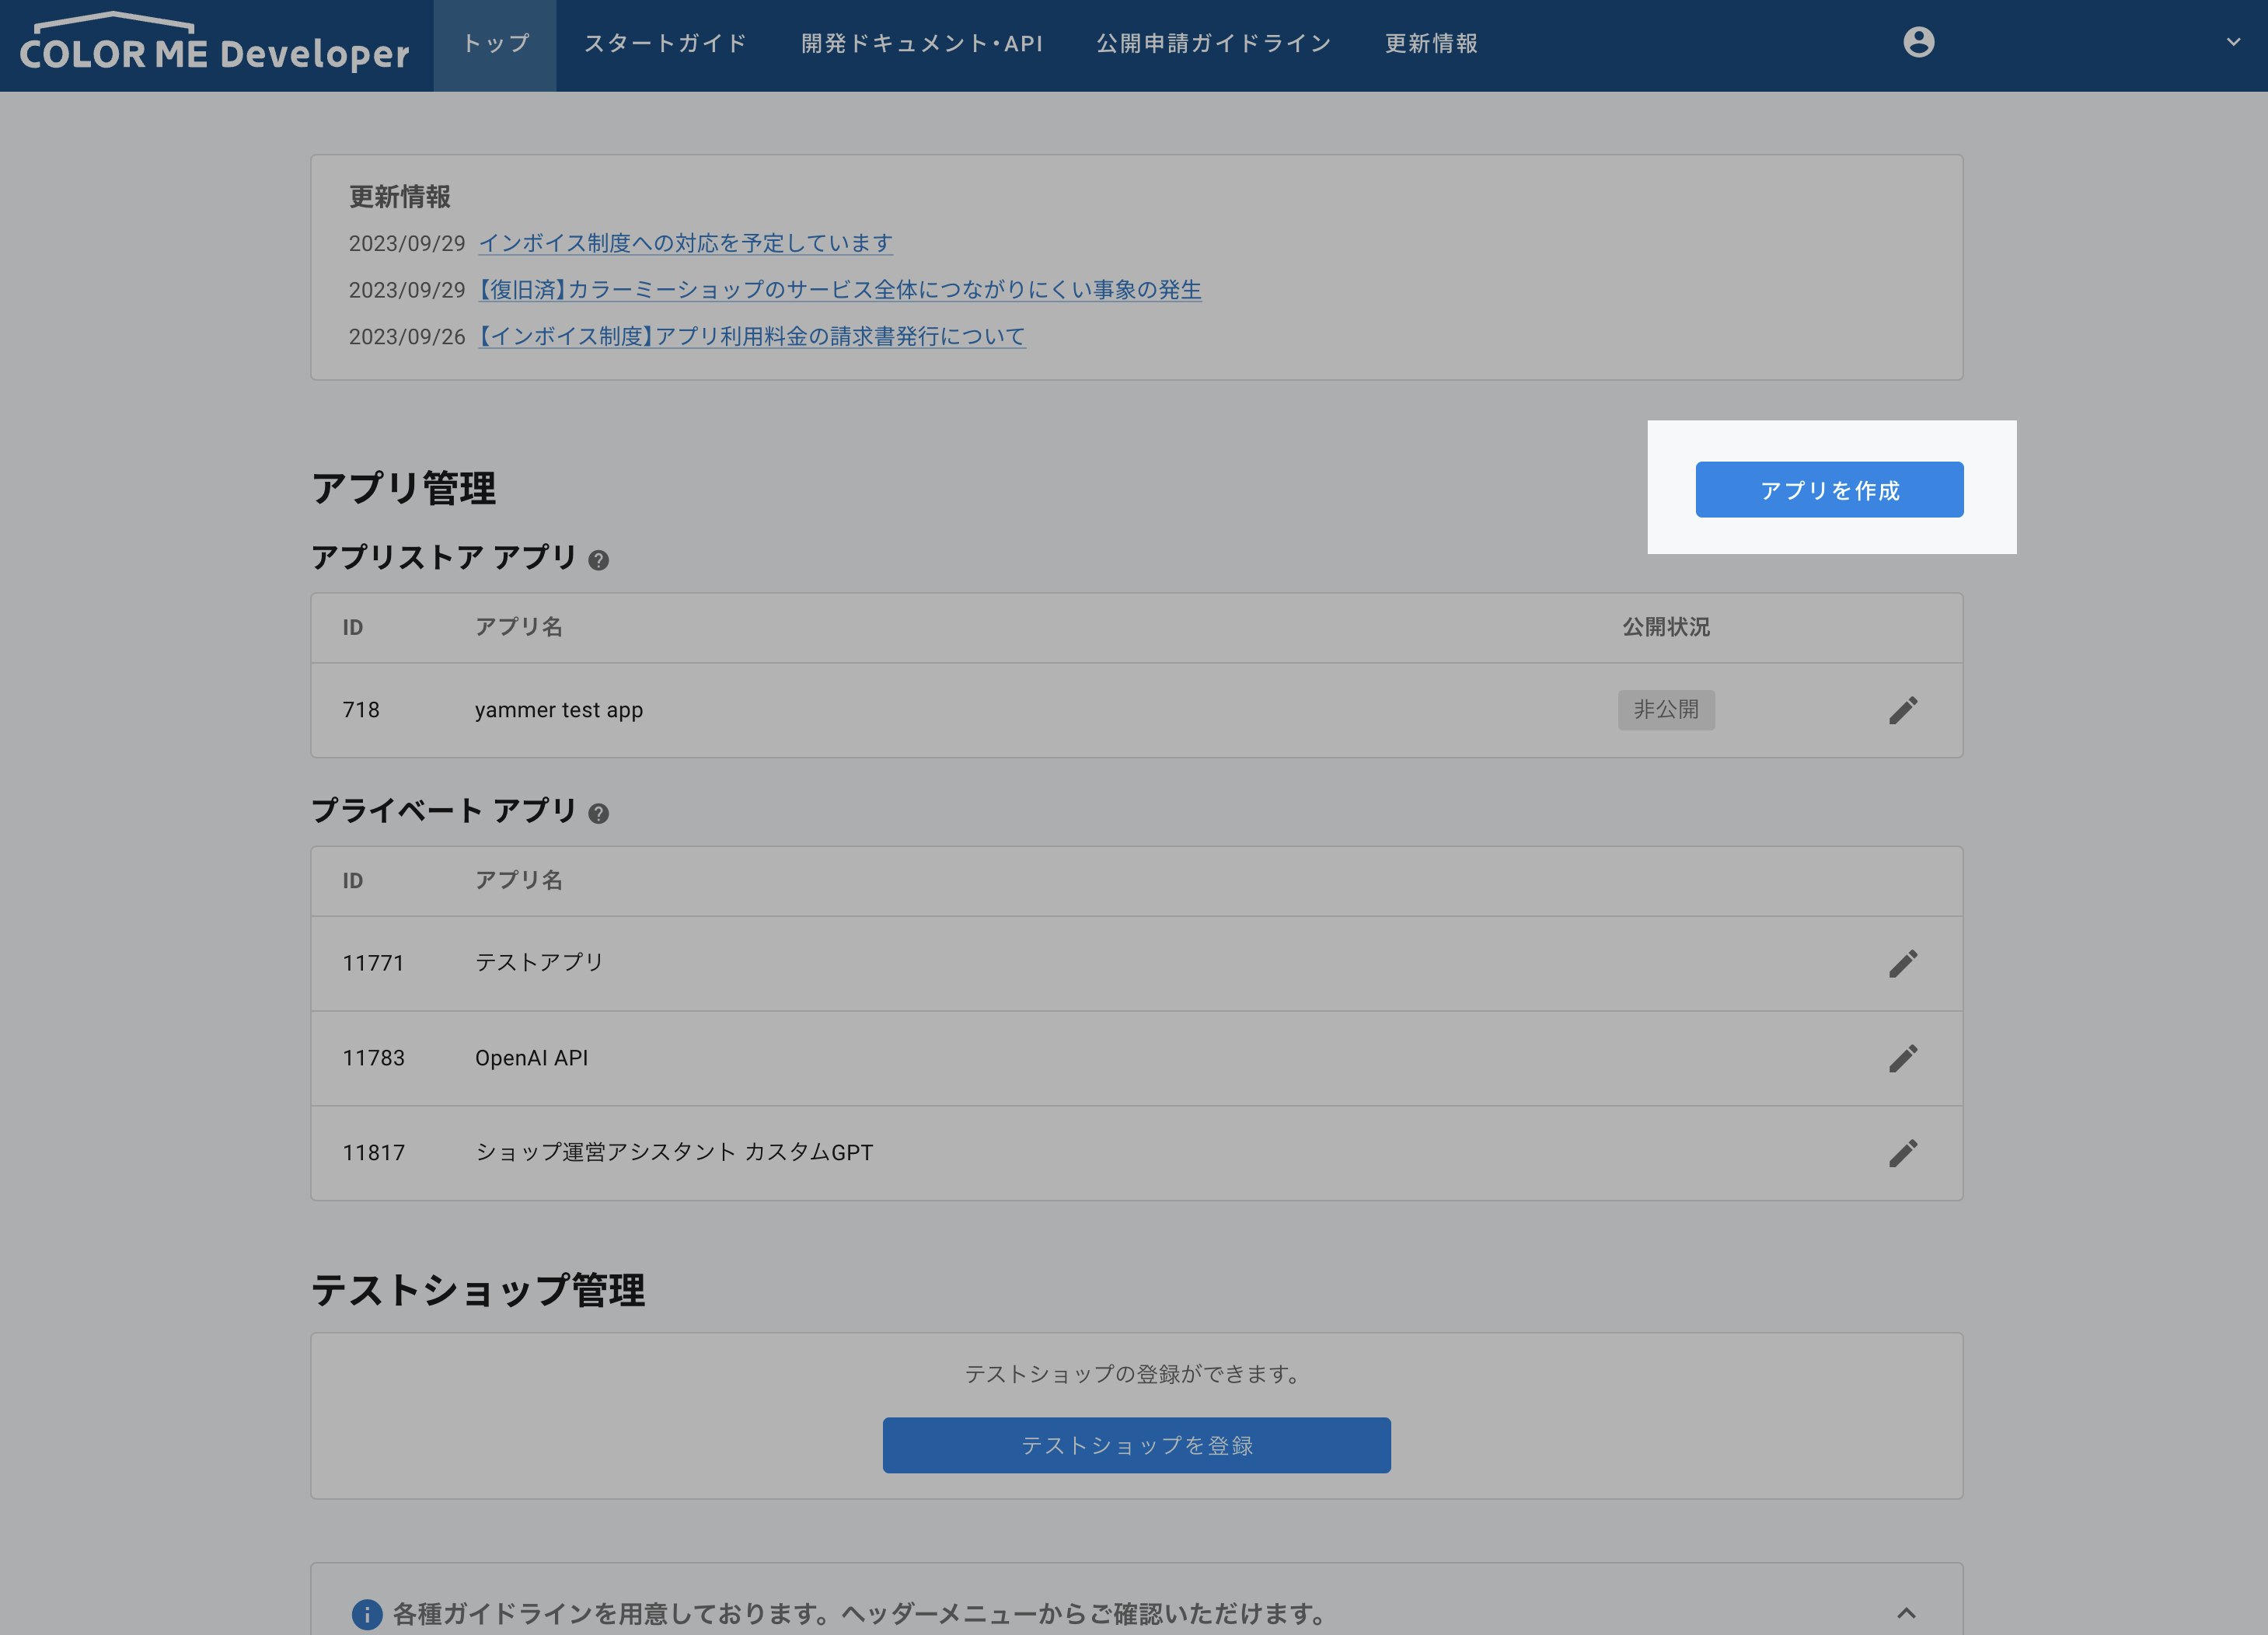 COLOR ME Developer
トップ
スタートガイド
開発ドキュメント・API
公開申請ガイドライン
更新情報
更新情報
2023/09/29 インボイス制度への対応を予定しています
2023/09/29 【復旧済】カラーミーショップのサービス全体につながりにくい事象の発生
2023/09/26 【インボイス制度】アプリ利用料金の請求書発行について
アプリ管理
アプリを作成
アプリストア アプリ
ID アプリ名 公開状況
718 yammer test app 非公開
プライベート アプリ
ID アプリ名
11771 テストアプリ
11783 OpenAI API
11817 ショップ運営アシスタント カスタムGPT
テストショップ管理
テストショップの登録ができます。
テストショップを登録
各種ガイドラインを用意しております。ヘッダーメニューからご確認いただけます。